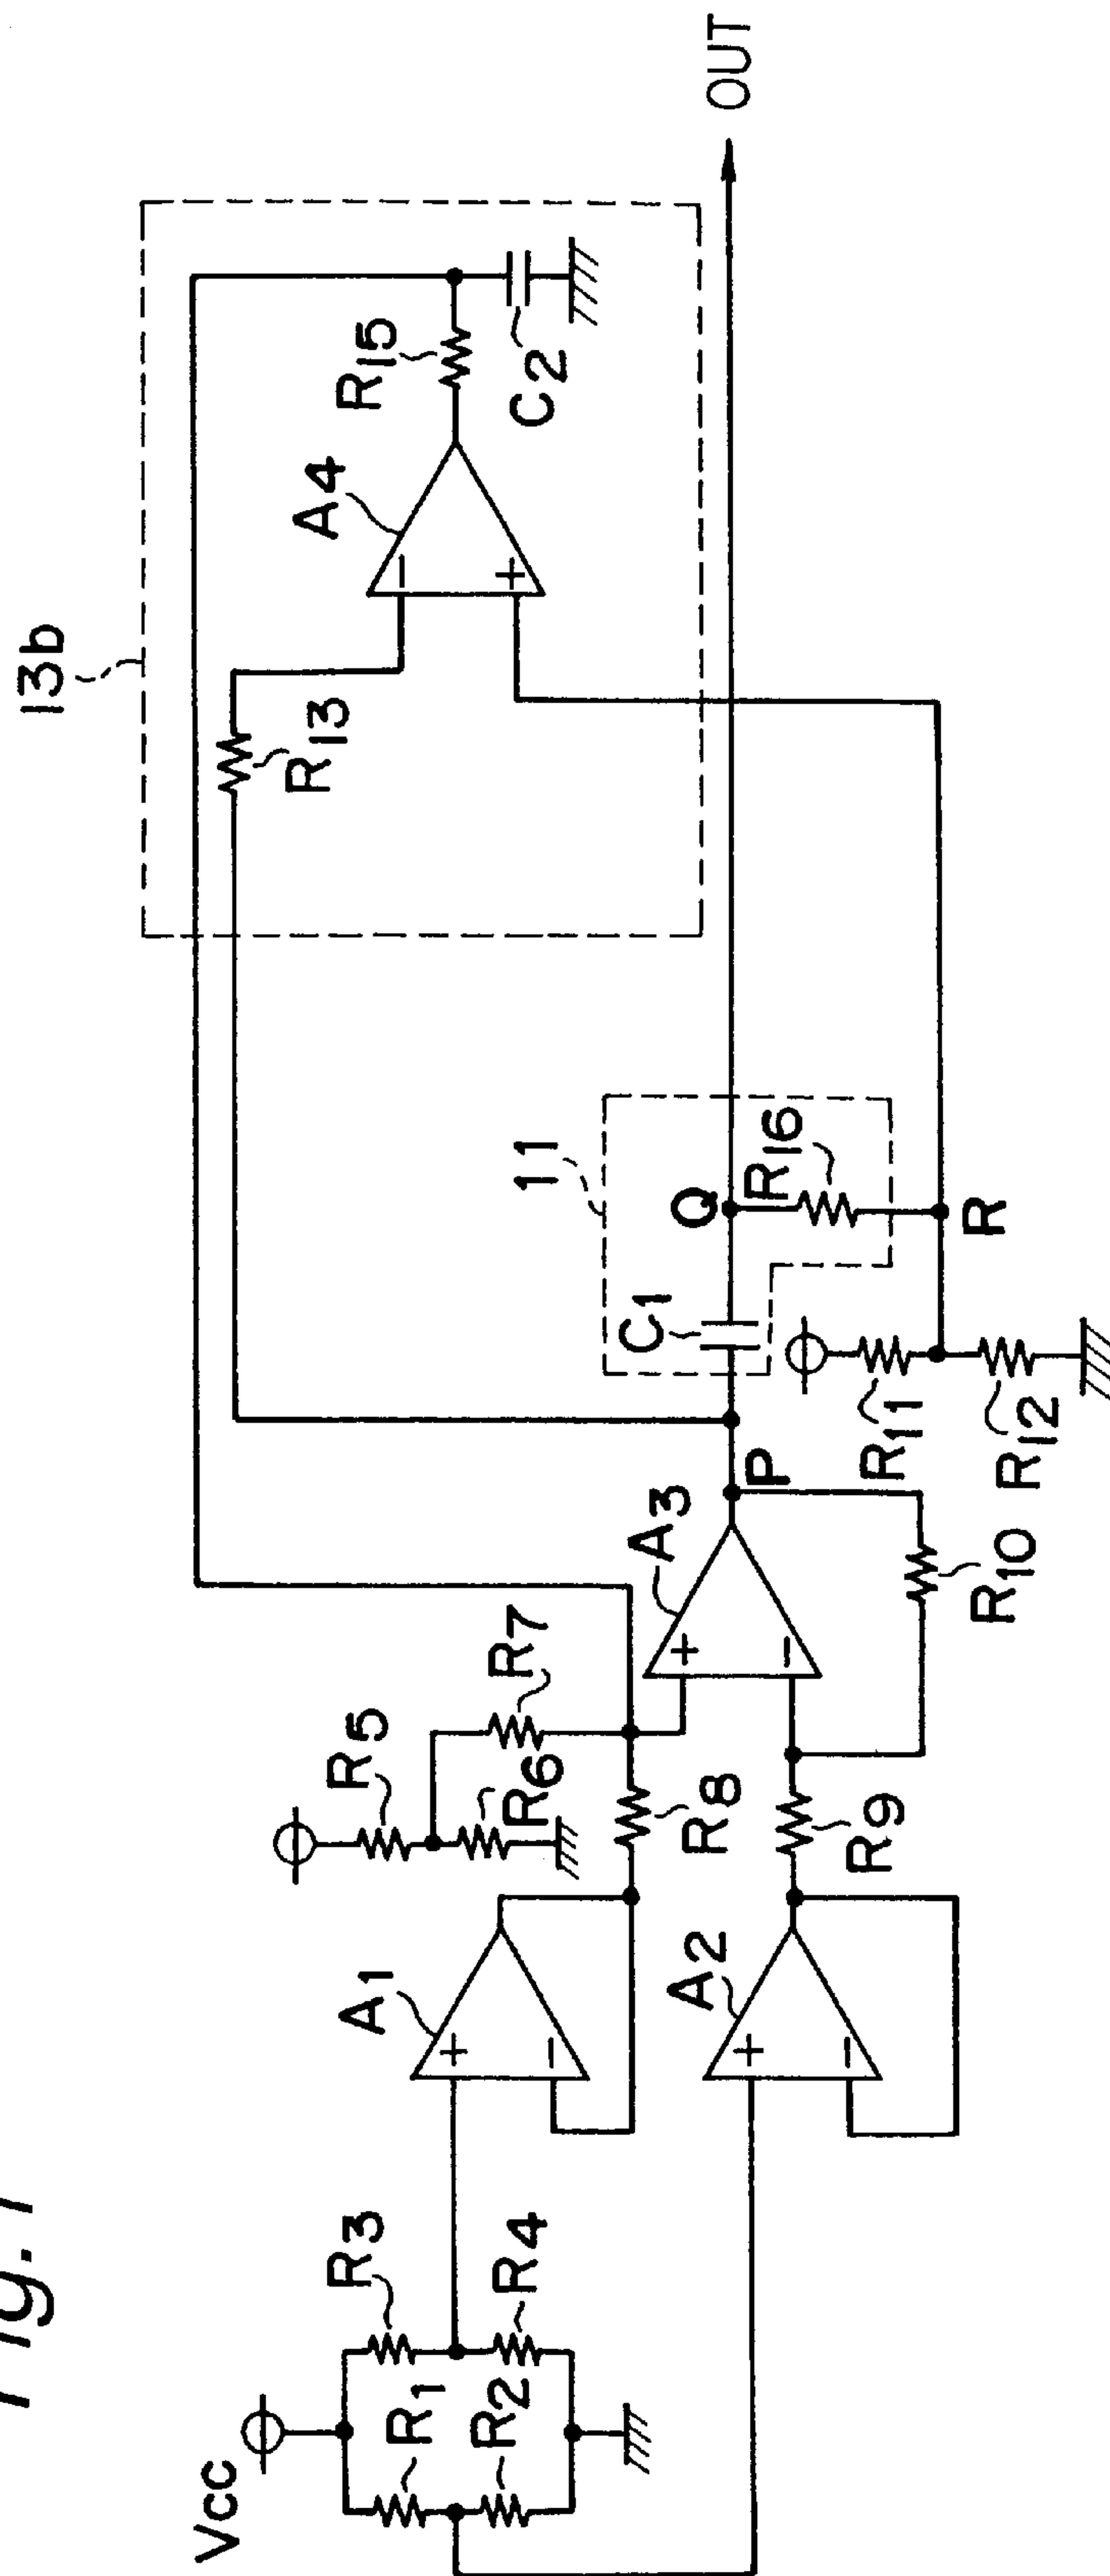 Fig. 1
Vcc
R1
R2
R3
R4
A1
+
−
A2
+
−
R5
R6
R7
R8
R9
A3
+
−
R10
P
C1
11
Q
R16
R
R11
R12
13b
R13
A4
−
+
R15
C2
OUT